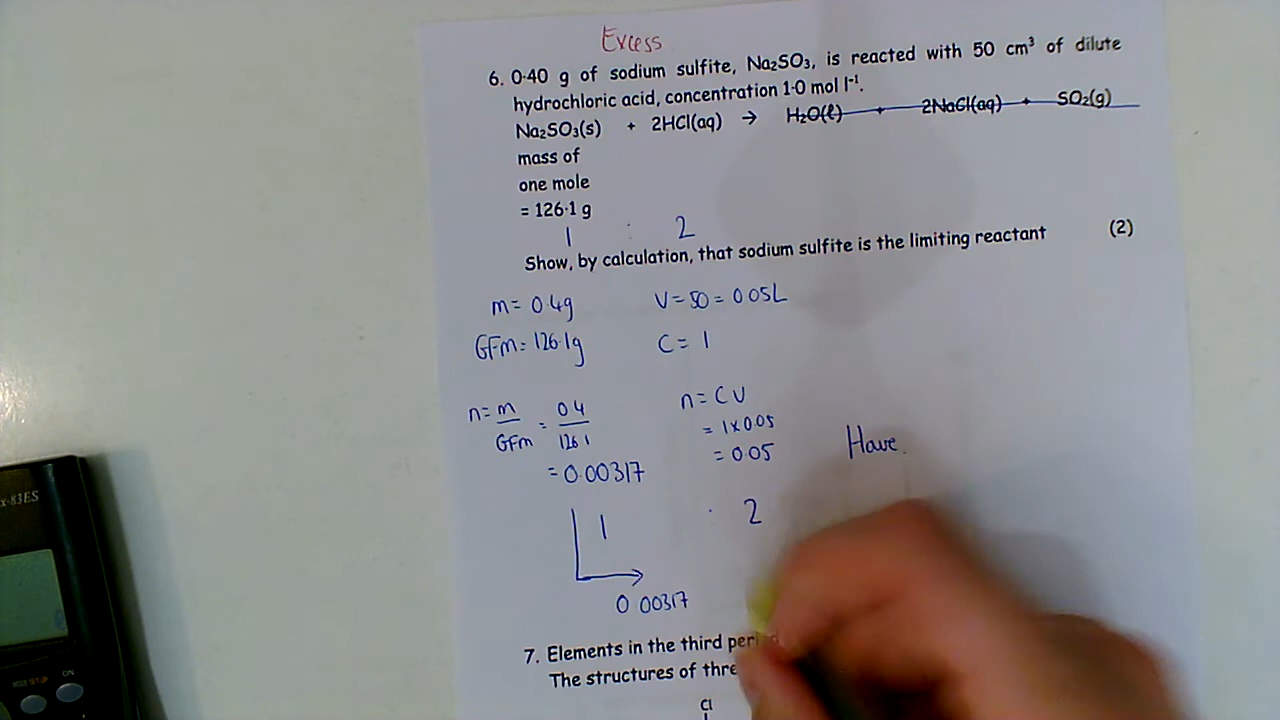 Excess
6. 0·40 g of sodium sulfite, Na₂SO₃, is reacted with 50 cm³ of dilute
hydrochloric acid, concentration 1·0 mol l⁻¹.
Na₂SO₃(s) + 2HCl(aq) → H₂O(ℓ) + 2NaCl(aq) + SO₂(g)
mass of
one mole
= 126·1 g
1 : 2
Show, by calculation, that sodium sulfite is the limiting reactant (2)
m = 0.4g V = 50 = 0.05L
GFm = 126.1g C = 1
n = m/GFm = 0.4/126.1 n = CV
= 1 x 0.05
= 0.00317 = 0.05 Have
1 : 2
0.00317
7. Elements in the third
The structures of
Cl
x-83ES
ON